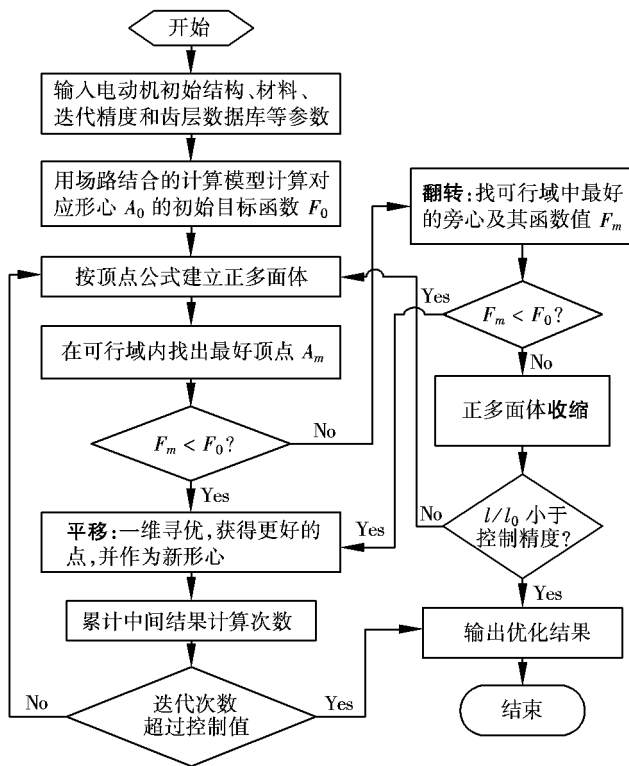 开始
输入电动机初始结构、材料、
迭代精度和齿层数据库等参数
用场路结合的计算模型计算对
应形心 A₀ 的初始目标函数 F₀
按顶点公式建立正多面体
在可行域内找出最好顶点 Aₘ
Fₘ < F₀?
No
Yes
平移:一维寻优,获得更好的
点,并作为新形心
累计中间结果计算次数
迭代次数
超过控制值
No
Yes
翻转:找可行域中最好
的旁心及其函数值 Fₘ
Fₘ < F₀?
Yes
No
正多面体收缩
l/l₀ 小于
控制精度?
No
Yes
Yes
输出优化结果
结束